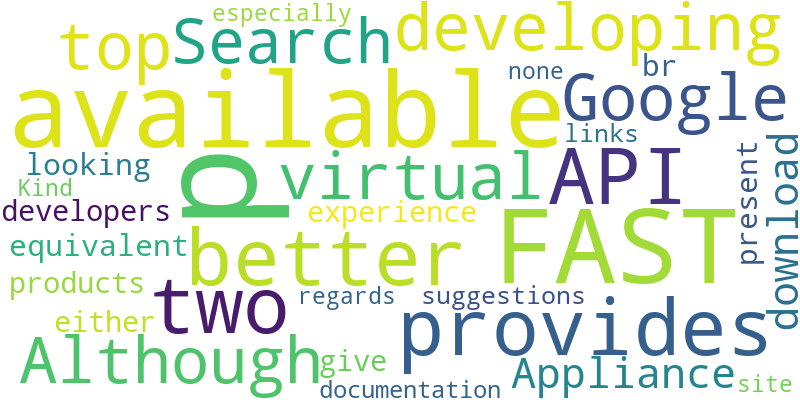 especially
top
Search
developing
none
br
available
Google
links
looking
p
virtual
API
present
download
Kind
developers
experience
equivalent
better
FAST
products
two
regards
suggestions
provides
either
Although
give
Appliance
documentation
site